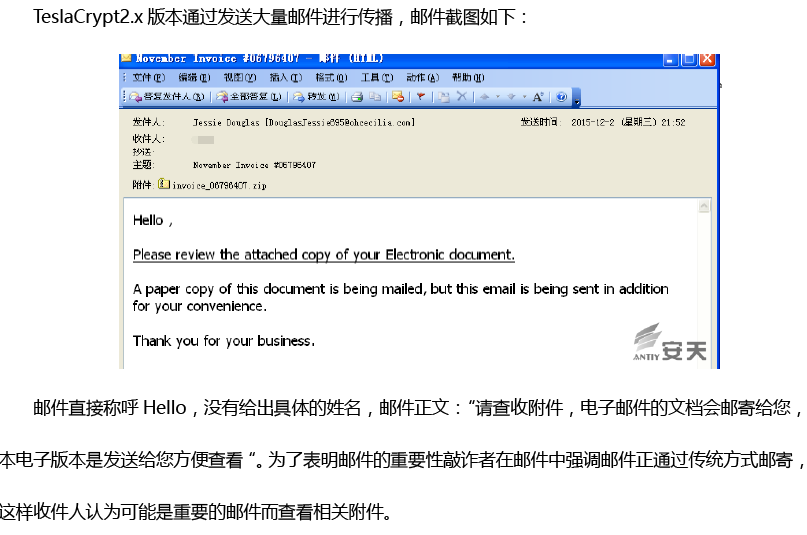 TeslaCrypt2.x 版本通过发送大量邮件进行传播，邮件截图如下：
November Invoice #06796407 - 邮件 (HTML)
文件(F) 编辑(E) 视图(V) 插入(I) 格式(O) 工具(T) 动作(A) 帮助(H)
答复发件人(R) 全部答复(L) 转发(W)
发件人: Jessie Douglas [DouglasJessie395@ohcecilia.com] 发送时间: 2015-12-2 (星期三) 21:52
收件人:
抄送:
主题: November Invoice #06796407
附件: invoice_06796407.zip
Hello ,
Please review the attached copy of your Electronic document.
A paper copy of this document is being mailed, but this email is being sent in addition
for your convenience.
Thank you for your business.
ANTIY 安天
邮件直接称呼 Hello，没有给出具体的姓名，邮件正文：“请查收附件，电子邮件的文档会邮寄给您，
本电子版本是发送给您方便查看“。为了表明邮件的重要性敲诈者在邮件中强调邮件正通过传统方式邮寄，
这样收件人认为可能是重要的邮件而查看相关附件。